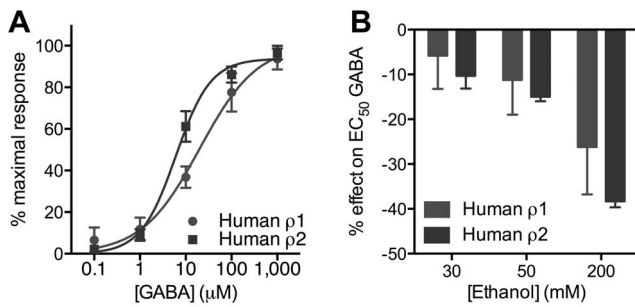 A
% maximal response
100
80
60
40
20
0
0.1 1 10 100 1,000
[GABA] (μM)
Human ρ1
Human ρ2
B
% effect on EC50 GABA
0
-10
-20
-30
-40
-50
Human ρ1
Human ρ2
30 50 200
[Ethanol] (mM)